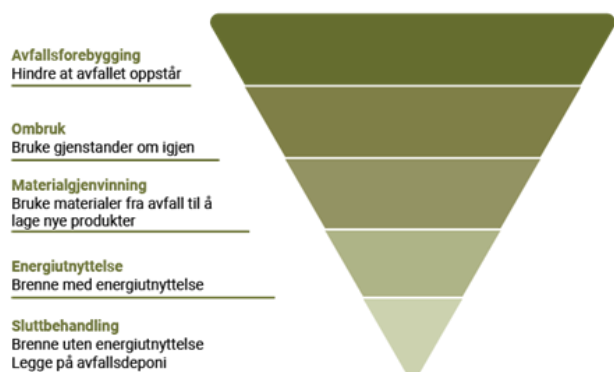 Avfallsforebygging
Hindre at avfallet oppstår
Ombruk
Bruke gjenstander om igjen
Materialgjenvinning
Bruke materialer fra avfall til å
lage nye produkter
Energiutnyttelse
Brenne med energiutnyttelse
Sluttbehandling
Brenne uten energiutnyttelse
Legge på avfallsdeponi